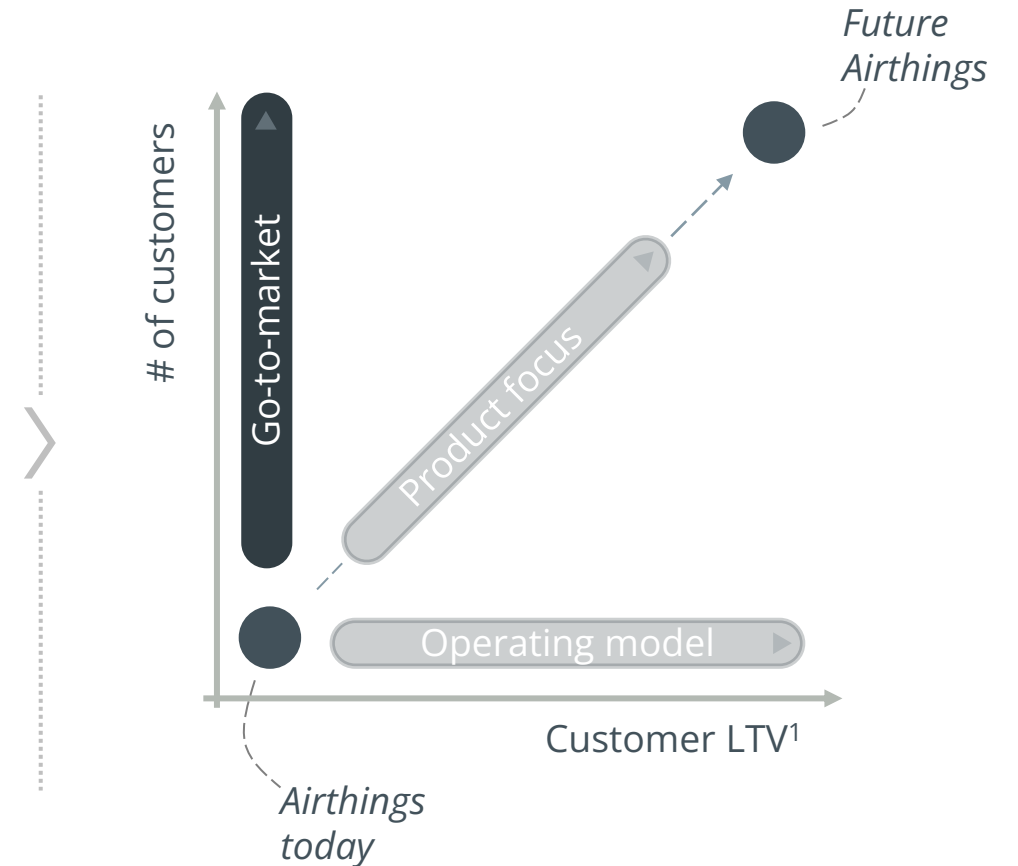 Future
Airthings
# of customers
Go-to-market
Product focus
Operating model
Customer LTV¹
Airthings
today